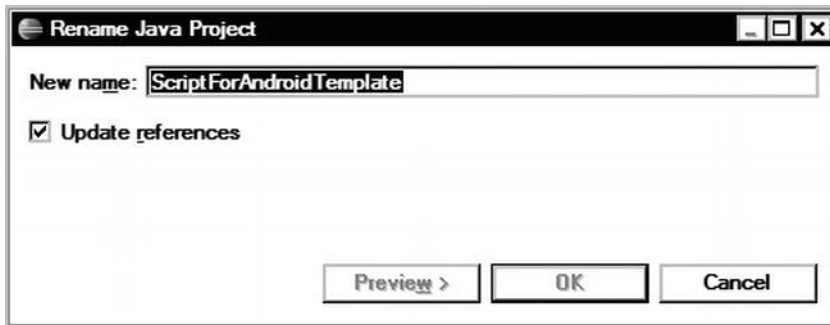 Rename Java Project
New name: ScriptForAndroidTemplate
Update references
Preview >
OK
Cancel